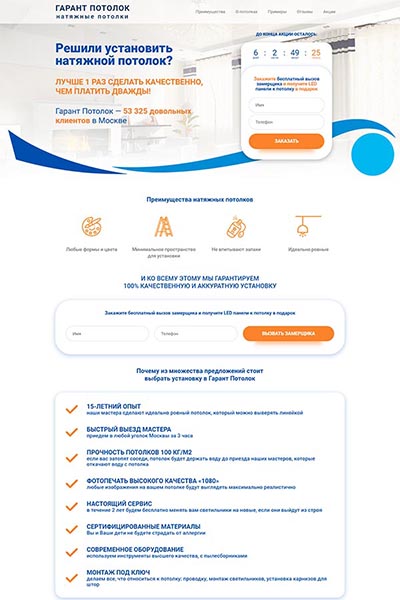 ГАРАНТ ПОТОЛОК
натяжные потолки
Преимущества
О потолках
Примеры
Отзывы
Акции
Решили установить
натяжной потолок?
ЛУЧШЕ 1 РАЗ СДЕЛАТЬ КАЧЕСТВЕННО,
ЧЕМ ПЛАТИТЬ ДВАЖДЫ!
Гарант Потолок — 53 325 довольных
клиентов в Москве
ДО КОНЦА АКЦИИ ОСТАЛОСЬ:
6 : 2 : 49 : 25
Закажите бесплатный вызов
замерщика и получите LED
панели к потолку в подарок
Имя
Телефон
ЗАКАЗАТЬ
Преимущества натяжных потолков
Любые формы и цвета
Минимальное пространство
для установки
Не впитывают запахи
Идеально ровные
И КО ВСЕМУ ЭТОМУ МЫ ГАРАНТИРУЕМ
100% КАЧЕСТВЕННУЮ И АККУРАТНУЮ УСТАНОВКУ
Закажите бесплатный вызов замерщика и получите LED панели к потолку в подарок
Имя
Телефон
ВЫЗВАТЬ ЗАМЕРЩИКА
Почему из множества предложений стоит
выбрать установку в Гарант Потолок
15-ЛЕТНИЙ ОПЫТ
наши мастера сделают идеально ровный потолок, который можно выверять линейкой
БЫСТРЫЙ ВЫЕЗД МАСТЕРА
приедем в любой уголок Москвы за 3 часа
ПРОЧНОСТЬ ПОТОЛКОВ 100 КГ/М2
если вас затопят соседи, потолок будет держать воду до приезда наших мастеров, которые
откачают воду с потолка
ФОТОПЕЧАТЬ ВЫСОКОГО КАЧЕСТВА «1080»
любые изображения на вашем потолке будут выглядеть максимально реалистично
НАСТОЯЩИЙ СЕРВИС
в течение 2 лет будем бесплатно менять вам светильники на новые, если они выйдут из строя
СЕРТИФИЦИРОВАННЫЕ МАТЕРИАЛЫ
Вы и Ваши дети не будете страдать от аллергии
СОВРЕМЕННОЕ ОБОРУДОВАНИЕ
используем инструменты высшего качества, с пылесборниками
МОНТАЖ ПОД КЛЮЧ
делаем все, что относиться к потолку: проводку, монтаж светильников, установка карнизов для
штор